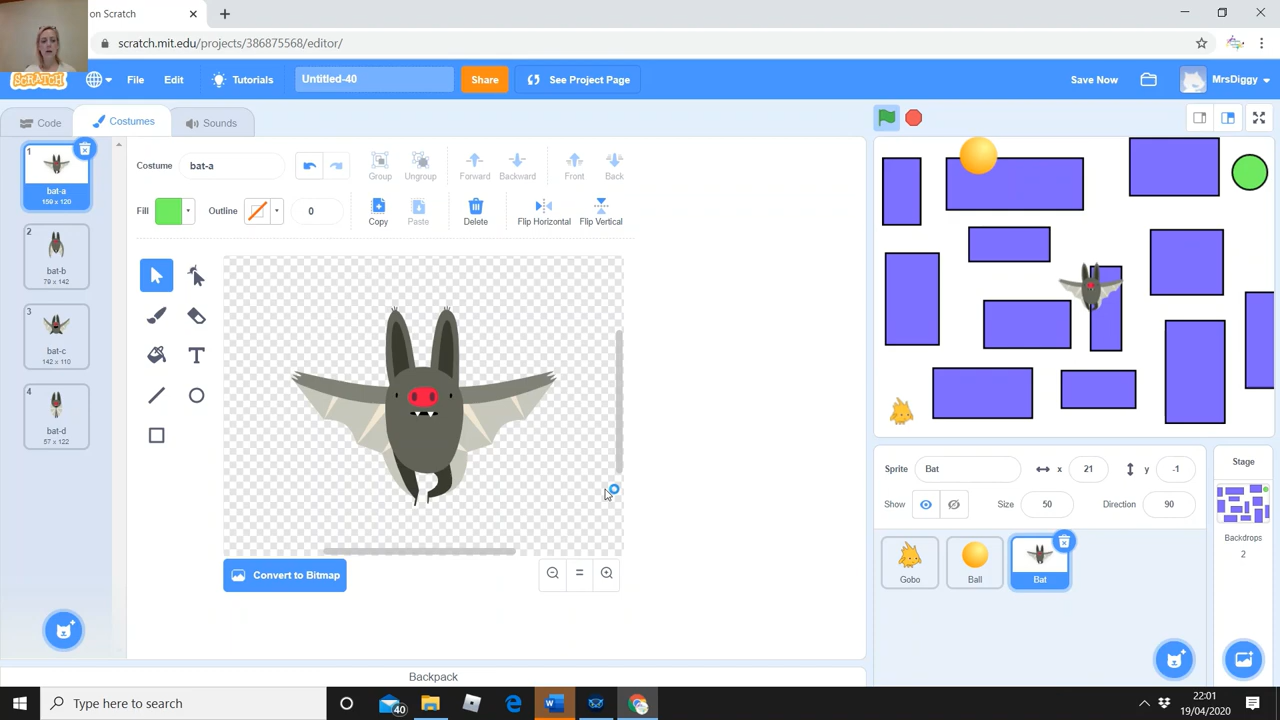 on Scratch
scratch.mit.edu/projects/386875568/editor/
SCRATCH
File
Edit
Tutorials
Untitled-40
Share
See Project Page
Save Now
MrsDiggy
Code
Costumes
Sounds
1
bat-a
159 x 120
2
bat-b
79 x 142
3
bat-c
142 x 110
4
bat-d
57 x 122
Costume
bat-a
Group
Ungroup
Forward
Backward
Front
Back
Fill
Outline
0
Copy
Paste
Delete
Flip Horizontal
Flip Vertical
T
Convert to Bitmap
Sprite
Bat
x
21
y
-1
Show
Size
50
Direction
90
Gobo
Ball
Bat
Stage
Backdrops
2
Backpack
Type here to search
40
22:01
19/04/2020